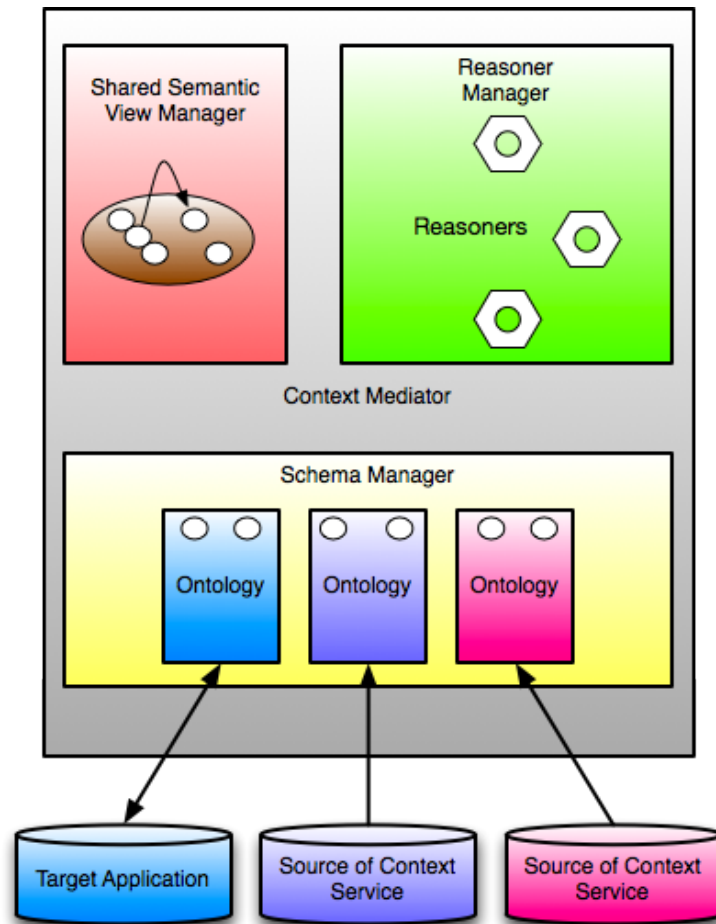 Shared Semantic
View Manager
Reasoner
Manager
Reasoners
Context Mediator
Schema Manager
Ontology
Ontology
Ontology
Target Application
Source of Context
Service
Source of Context
Service